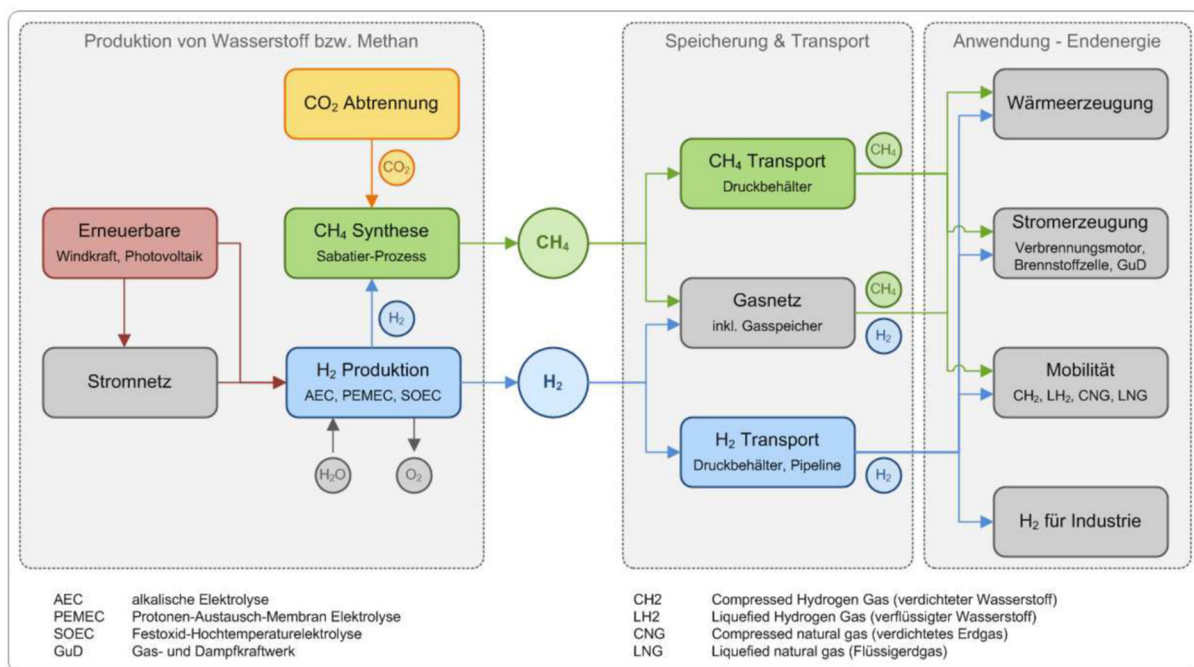 Produktion von Wasserstoff bzw. Methan
CO₂ Abtrennung
CO₂
Erneuerbare
Windkraft, Photovoltaik
CH₄ Synthese
Sabatier-Prozess
H₂
Stromnetz
H₂ Produktion
AEC, PEMEC, SOEC
H₂O
O₂
CH₄
H₂
Speicherung & Transport
CH₄ Transport
Druckbehälter
CH₄
Gasnetz
inkl. Gasspeicher
CH₄
H₂
H₂ Transport
Druckbehälter, Pipeline
H₂
Anwendung - Endenergie
Wärmeerzeugung
Stromerzeugung
Verbrennungsmotor,
Brennstoffzelle, GuD
Mobilität
CH₂, LH₂, CNG, LNG
H₂ für Industrie
AEC alkalische Elektrolyse
PEMEC Protonen-Austausch-Membran Elektrolyse
SOEC Festoxid-Hochtemperaturelektrolyse
GuD Gas- und Dampfkraftwerk
CH2 Compressed Hydrogen Gas (verdichteter Wasserstoff)
LH2 Liquefied Hydrogen Gas (verflüssigter Wasserstoff)
CNG Compressed natural gas (verdichtetes Erdgas)
LNG Liquefied natural gas (Flüssigerdgas)